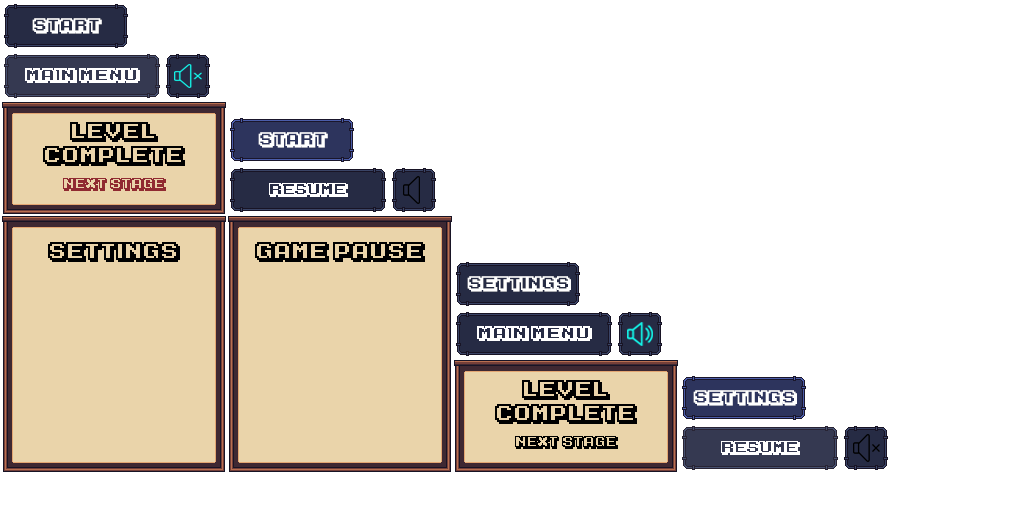 START
MAIN MENU
LEVEL
COMPLETE
NEXT STAGE
START
RESUME
SETTINGS
GAME PAUSE
SETTINGS
MAIN MENU
LEVEL
COMPLETE
NEXT STAGE
SETTINGS
RESUME